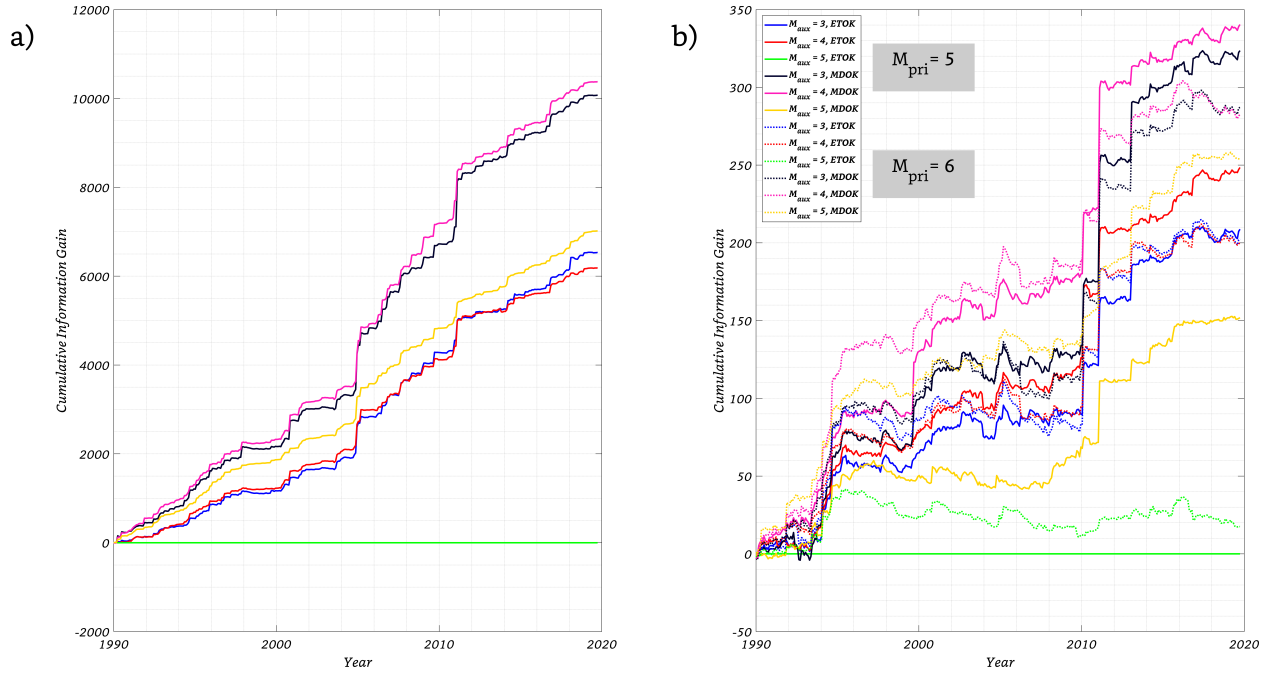 a)
12000
10000
8000
6000
4000
2000
0
-2000
1990
2000
2010
2020
Year
Cumulative Information Gain
b)
350
300
250
200
150
100
50
0
-50
1990
2000
2010
2020
Year
Cumulative Information Gain
M_aux = 3, ETOK
M_aux = 4, ETOK
M_aux = 5, ETOK
M_aux = 3, MDOK
M_aux = 4, MDOK
M_aux = 5, MDOK
M_aux = 3, ETOK
M_aux = 4, ETOK
M_aux = 5, ETOK
M_aux = 3, MDOK
M_aux = 4, MDOK
M_aux = 5, MDOK
M_pri = 5
M_pri = 6